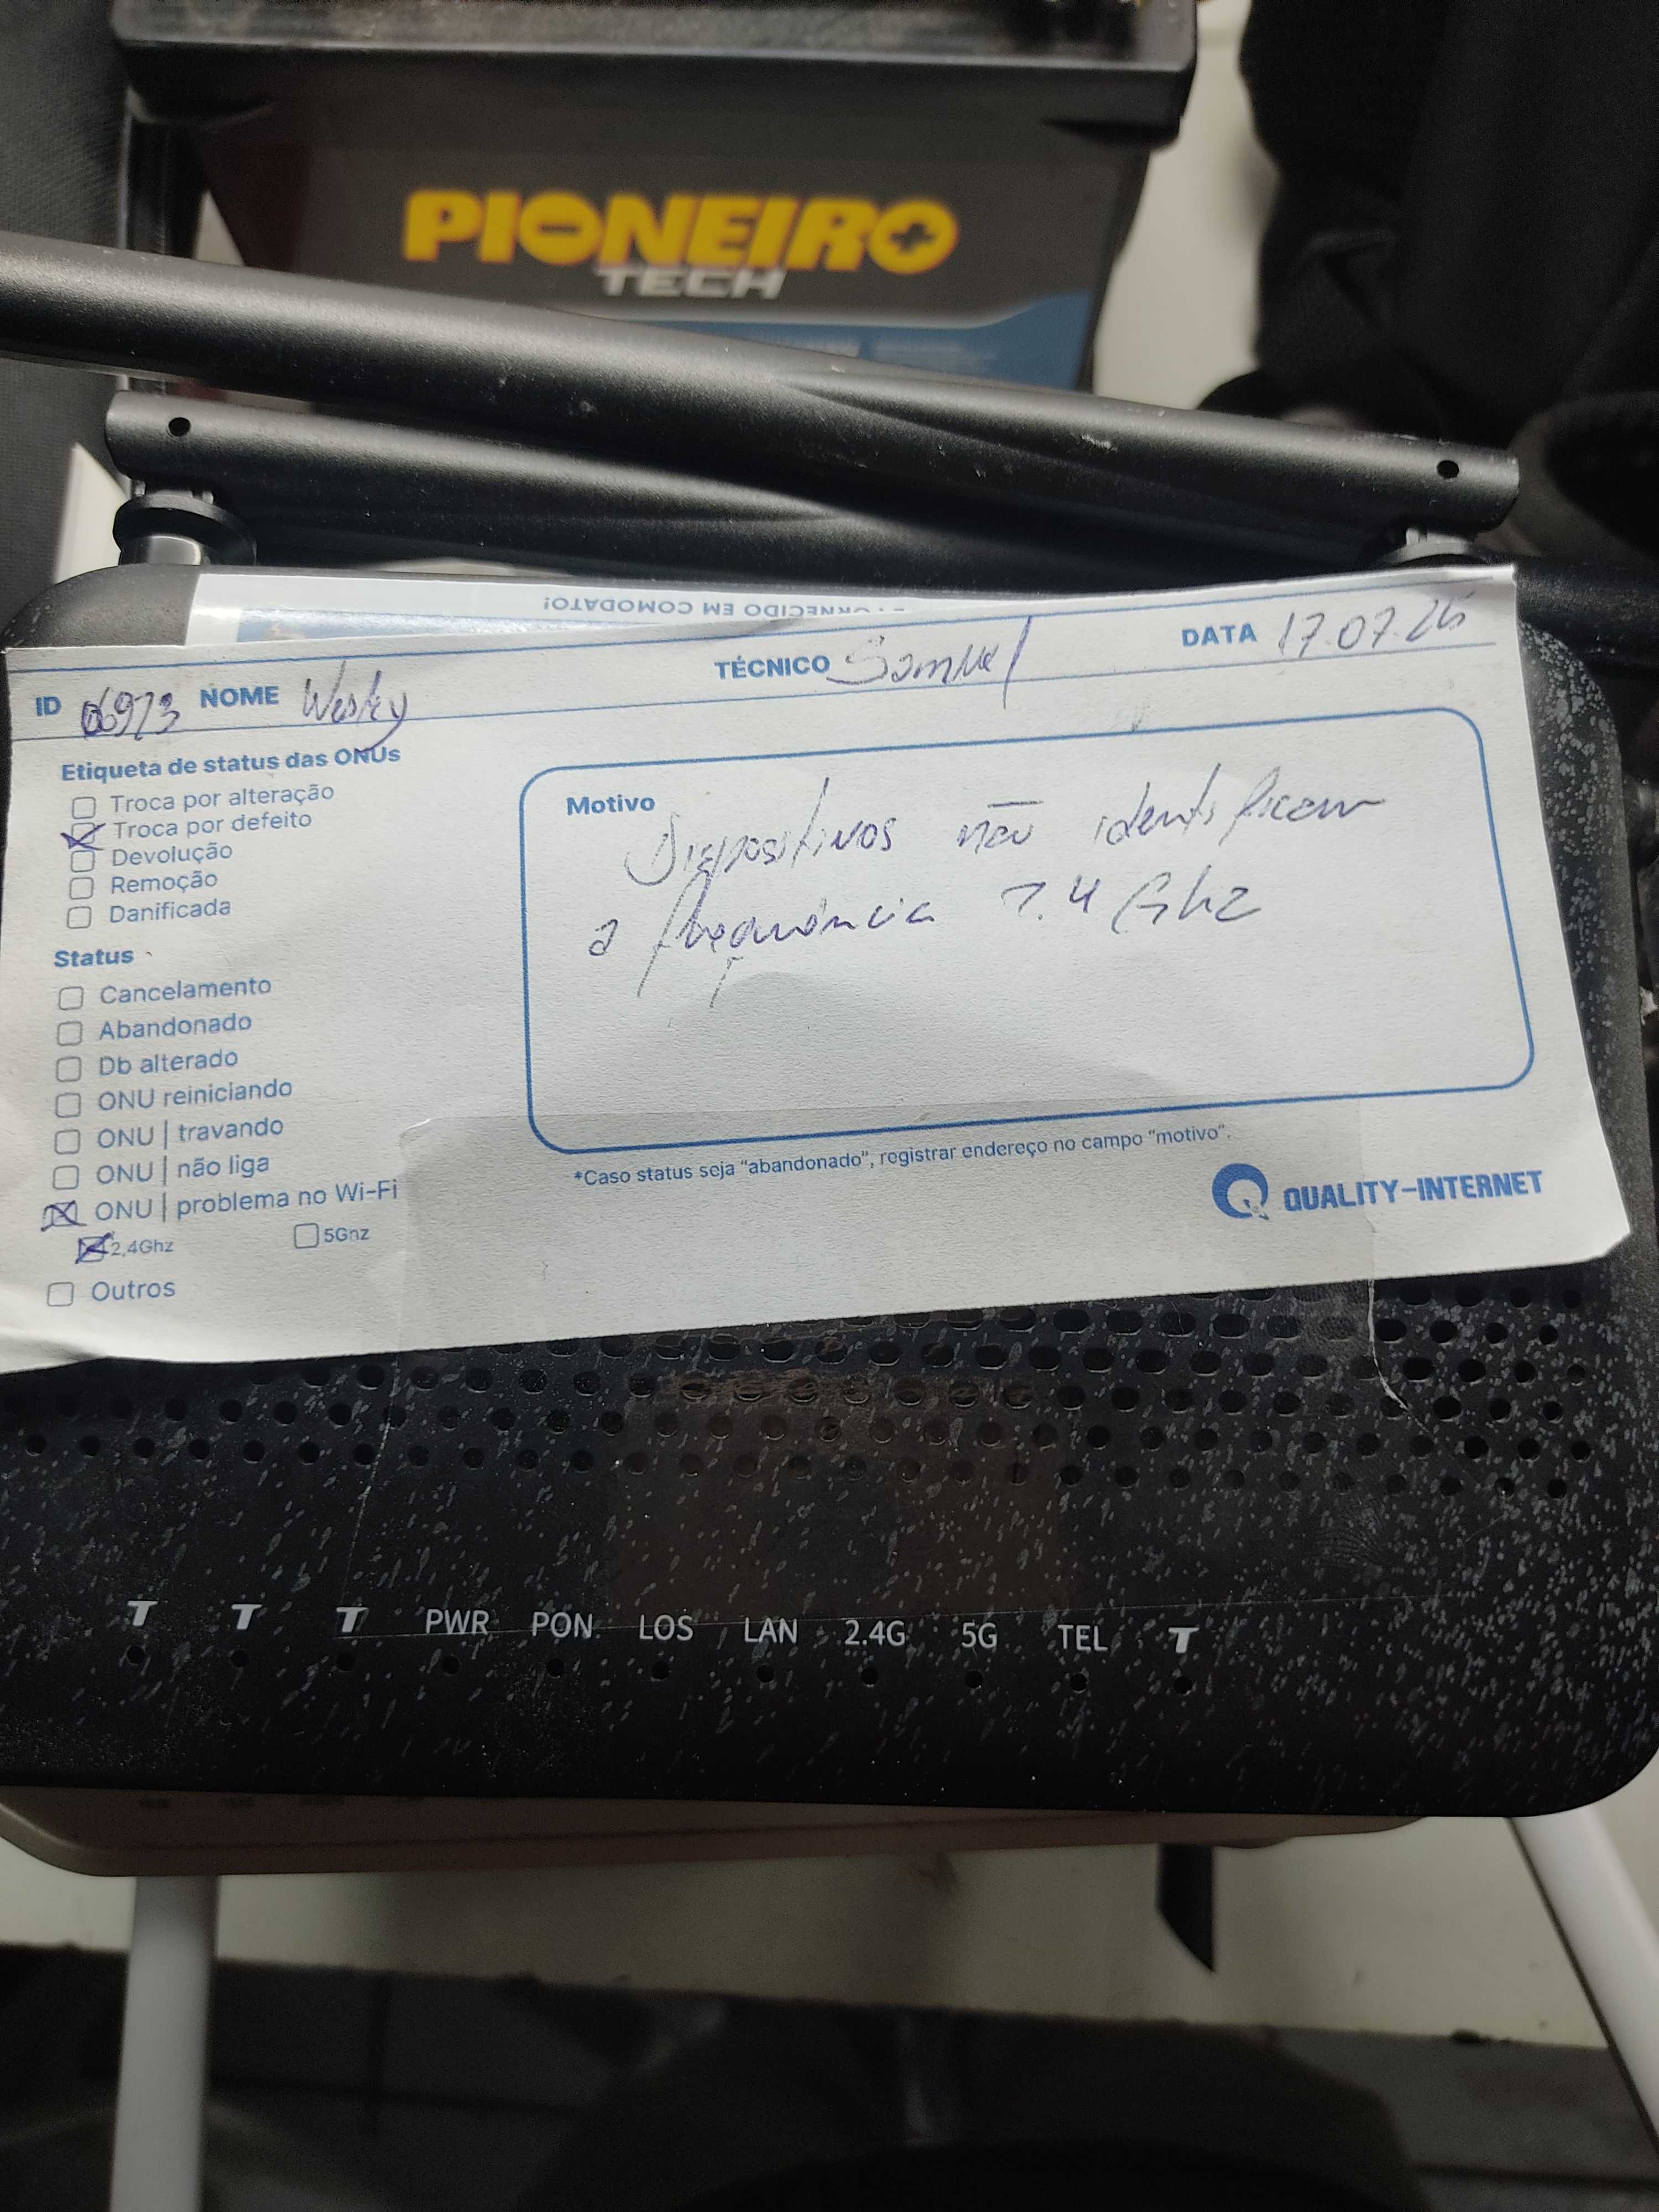 PIONEIRO
TECH
FORNECIDO EM COMODATO!
ID 06973 NOME Wesley TÉCNICO Samuel DATA 17.07.26
Etiqueta de status das ONUs
Troca por alteração
Troca por defeito
Devolução
Remoção
Danificada
Status
Cancelamento
Abandonado
Db alterado
ONU reiniciando
ONU | travando
ONU | não liga
ONU | problema no Wi-Fi
2,4Ghz 5Ghz
Outros
Motivo
Dispositivos não identificam
a frequência 2.4 Ghz
*Caso status seja "abandonado", registrar endereço no campo "motivo".
QUALITY-INTERNET
T T T PWR PON LOS LAN 2.4G 5G TEL T